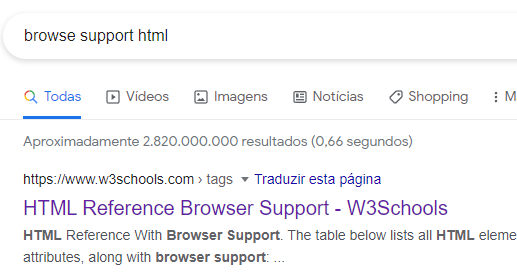 browse support html
Todas Vídeos Imagens Notícias Shopping M
Aproximadamente 2.820.000.000 resultados (0,66 segundos)
https://www.w3schools.com › tags Traduzir esta página
HTML Reference Browser Support - W3Schools
HTML Reference With Browser Support. The table below lists all HTML eleme
attributes, along with browser support: ...